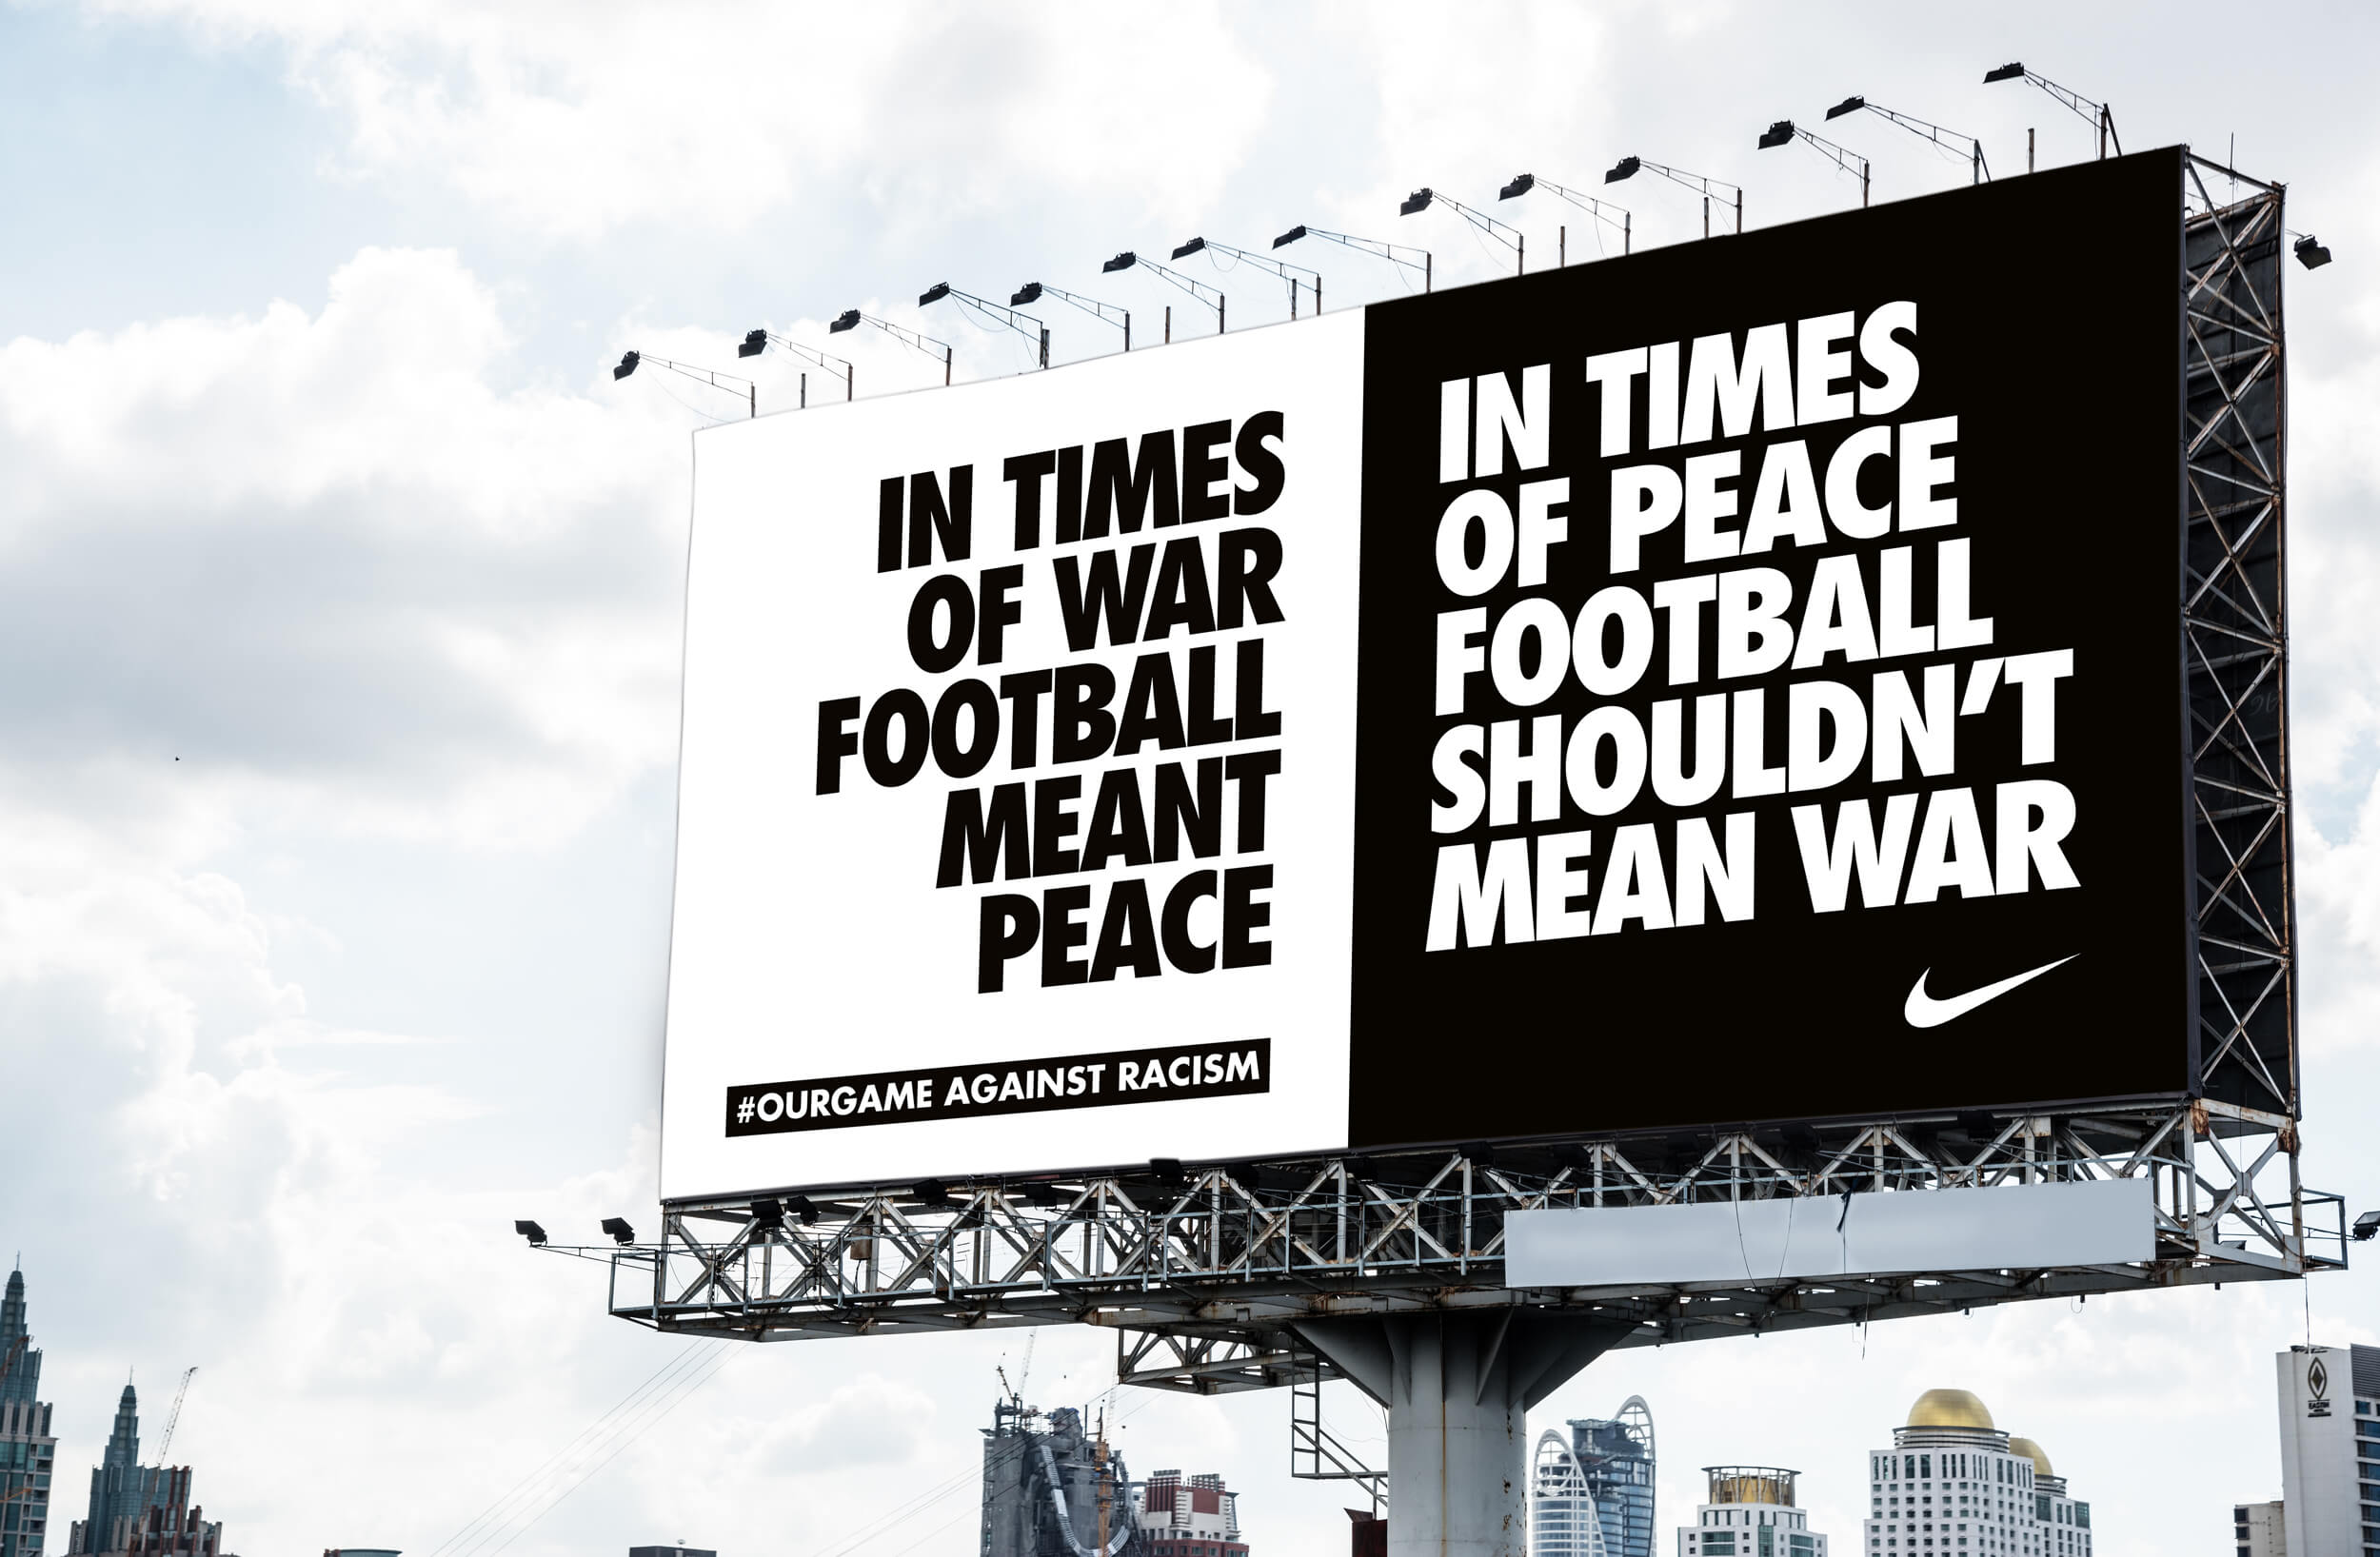 IN TIMES
OF WAR
FOOTBALL
MEANT
PEACE
#OURGAME AGAINST RACISM
IN TIMES
OF PEACE
FOOTBALL
SHOULDN'T
MEAN WAR